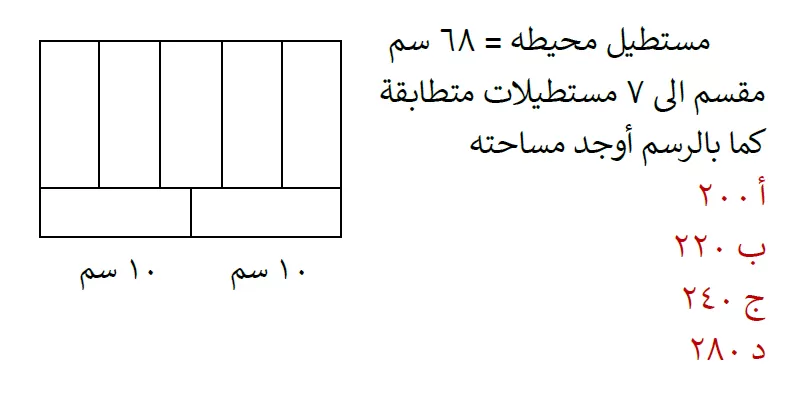 مستطيل محيطه = ٦٨ سم
مقسم الى ٧ مستطيلات متطابقة
كما بالرسم أوجد مساحته
أ ٢٠٠
ب ٢٢٠
ج ٢٤٠
د ٢٨٠
١٠ سم
١٠ سم